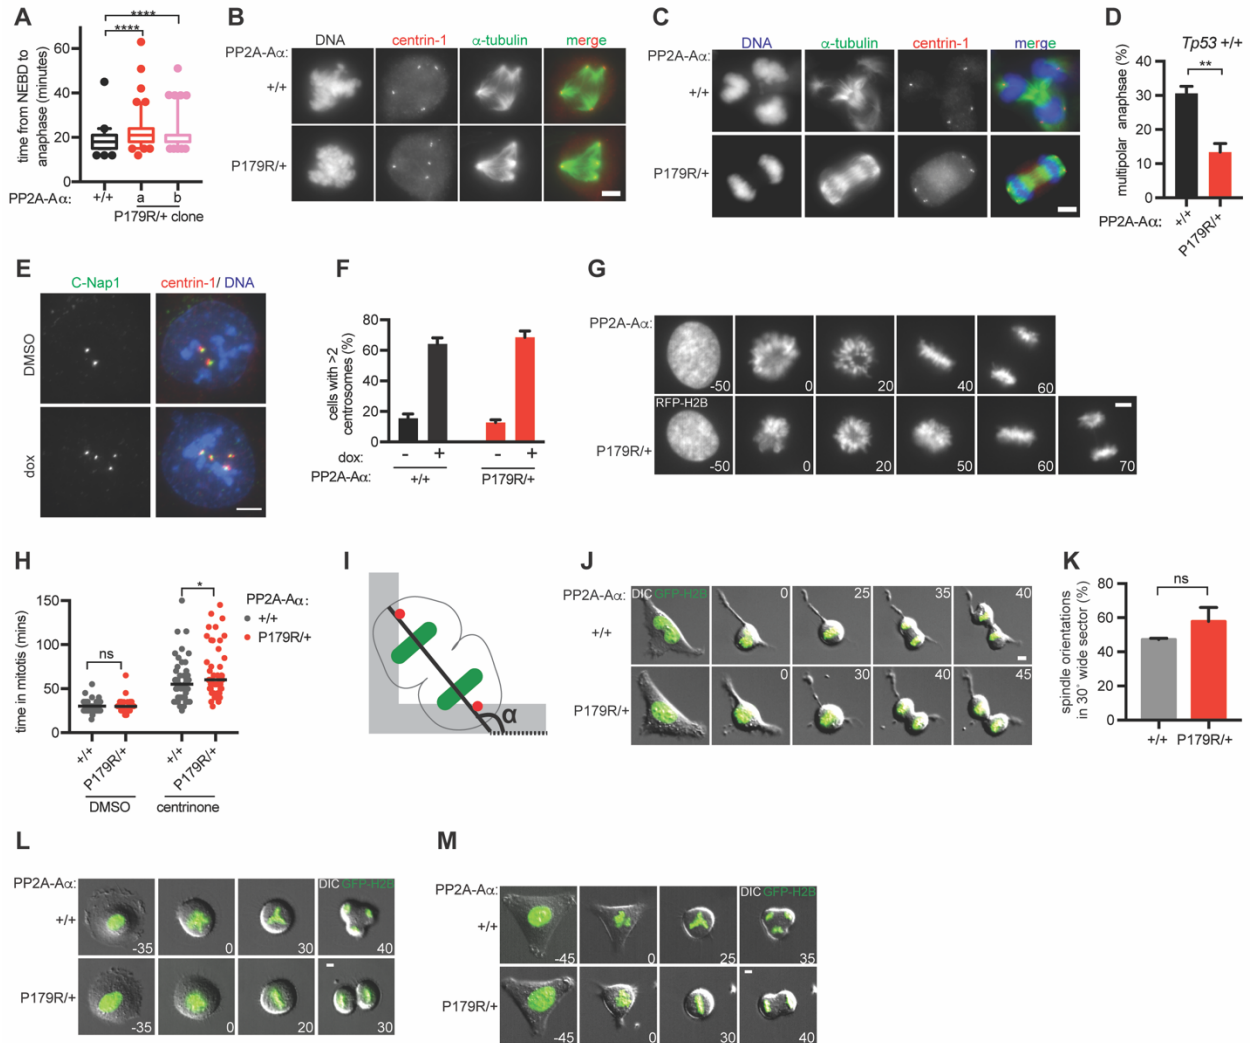 A
****
****
time from NEBD to
anaphase (minutes)
60
40
20
0
PP2A-Aα: +/+ a b
P179R/+ clone
B
DNA centrin-1 α-tubulin merge
PP2A-Aα:
+/+
P179R/+
C
DNA α-tubulin centrin-1 merge
PP2A-Aα:
+/+
P179R/+
D
Tp53 +/+
**
multipolar anaphsae (%)
40
30
20
10
0
PP2A-Aα: +/+ P179R/+
E
C-Nap1 centrin-1/ DNA
DMSO
dox
F
cells with >2
centrosomes (%)
80
60
40
20
0
dox: - + - +
PP2A-Aα: +/+ P179R/+
G
PP2A-Aα:
-50 0 20 40 60
RFP-H2B
P179R/+
-50 0 20 50 60 70
H
time in mitotis (mins)
150
100
50
0
ns
*
PP2A-Aα:
+/+
P179R/+
+/+ P179R/+ +/+ P179R/+
DMSO centrinone
I
α
J
PP2A-Aα:
DIC GFP-H2B 0 25 35 40
+/+
0 30 40 45
P179R/+
K
ns
spindle orientations
in 30° wide sector (%)
80
60
40
20
0
+/+ P179R/+
L
PP2A-Aα:
DIC GFP-H2B
+/+
-35 0 30 40
P179R/+
-35 0 20 30
M
PP2A-Aα:
DIC GFP-H2B
+/+
-45 0 25 35
P179R/+
-45 0 30 40